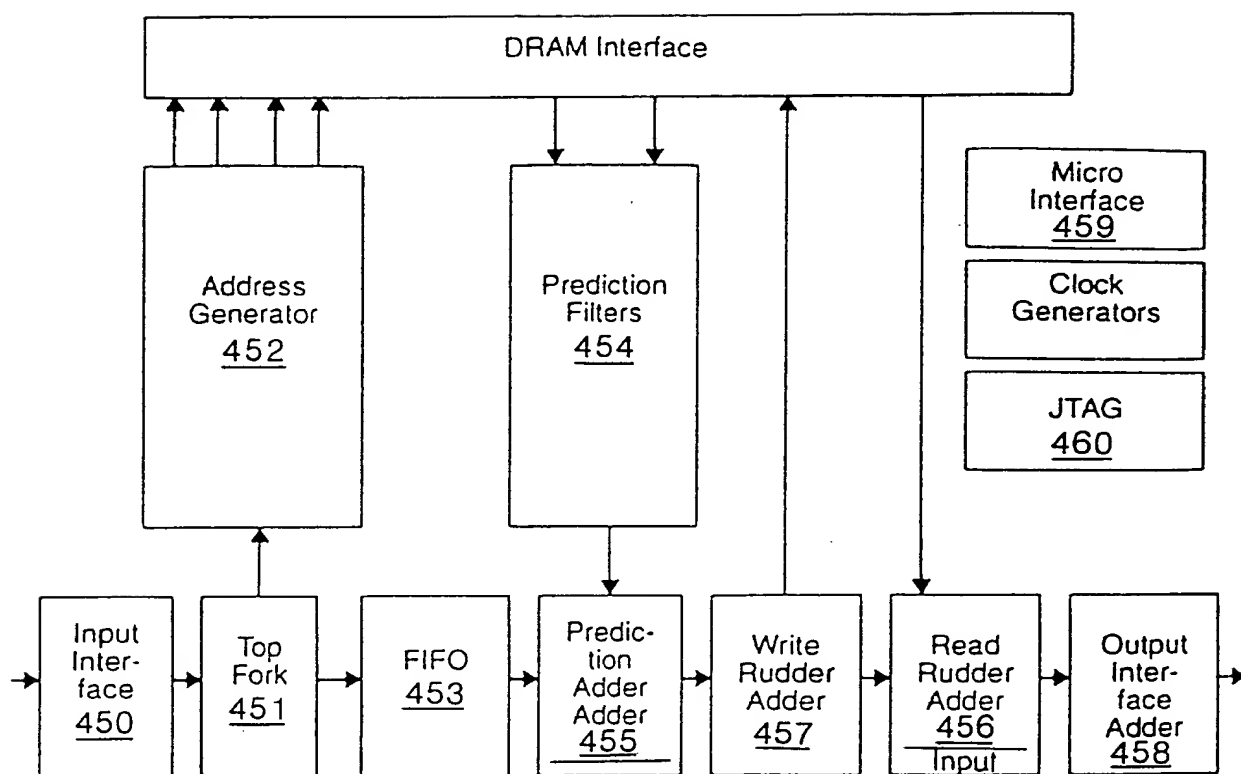 DRAM Interface
Micro
Interface
459
Address
Generator
452
Prediction
Filters
454
Clock
Generators
JTAG
460
Input
Inter-
face
450
Top
Fork
451
FIFO
453
Predic-
tion
Adder
Adder
455
Write
Rudder
Adder
457
Read
Rudder
Adder
456
Input
Output
Inter-
face
Adder
458